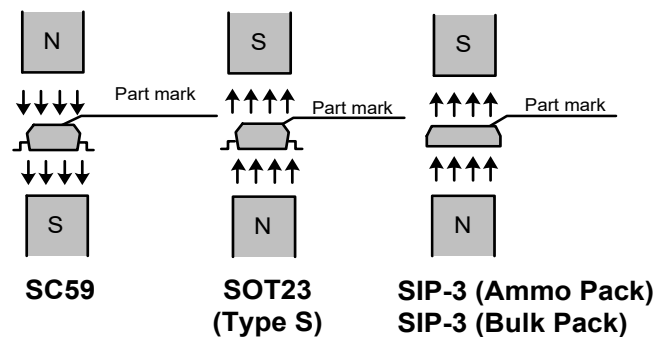 N
S
S
Part mark
Part mark
Part mark
S
N
N
SC59
SOT23
(Type S)
SIP-3 (Ammo Pack)
SIP-3 (Bulk Pack)